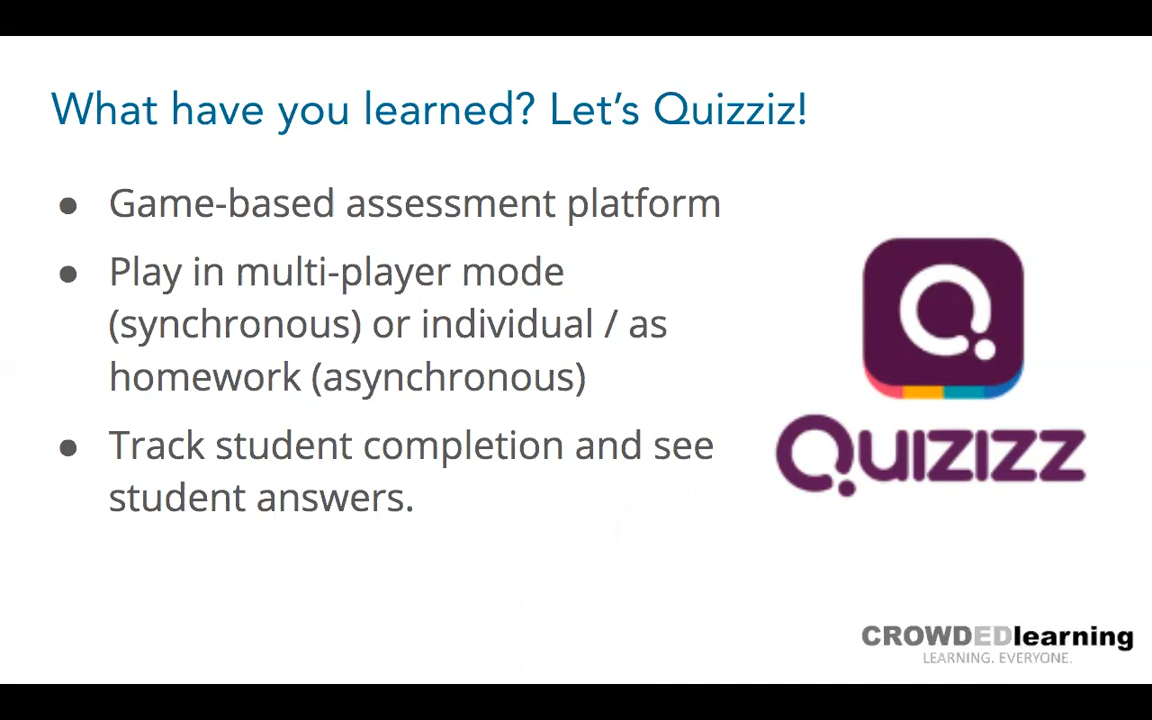 What have you learned? Let's Quizziz!
● Game-based assessment platform
● Play in multi-player mode
(synchronous) or individual / as
homework (asynchronous)
● Track student completion and see
student answers.
QUIZIZZ
CROWDEDlearning
LEARNING. EVERYONE.